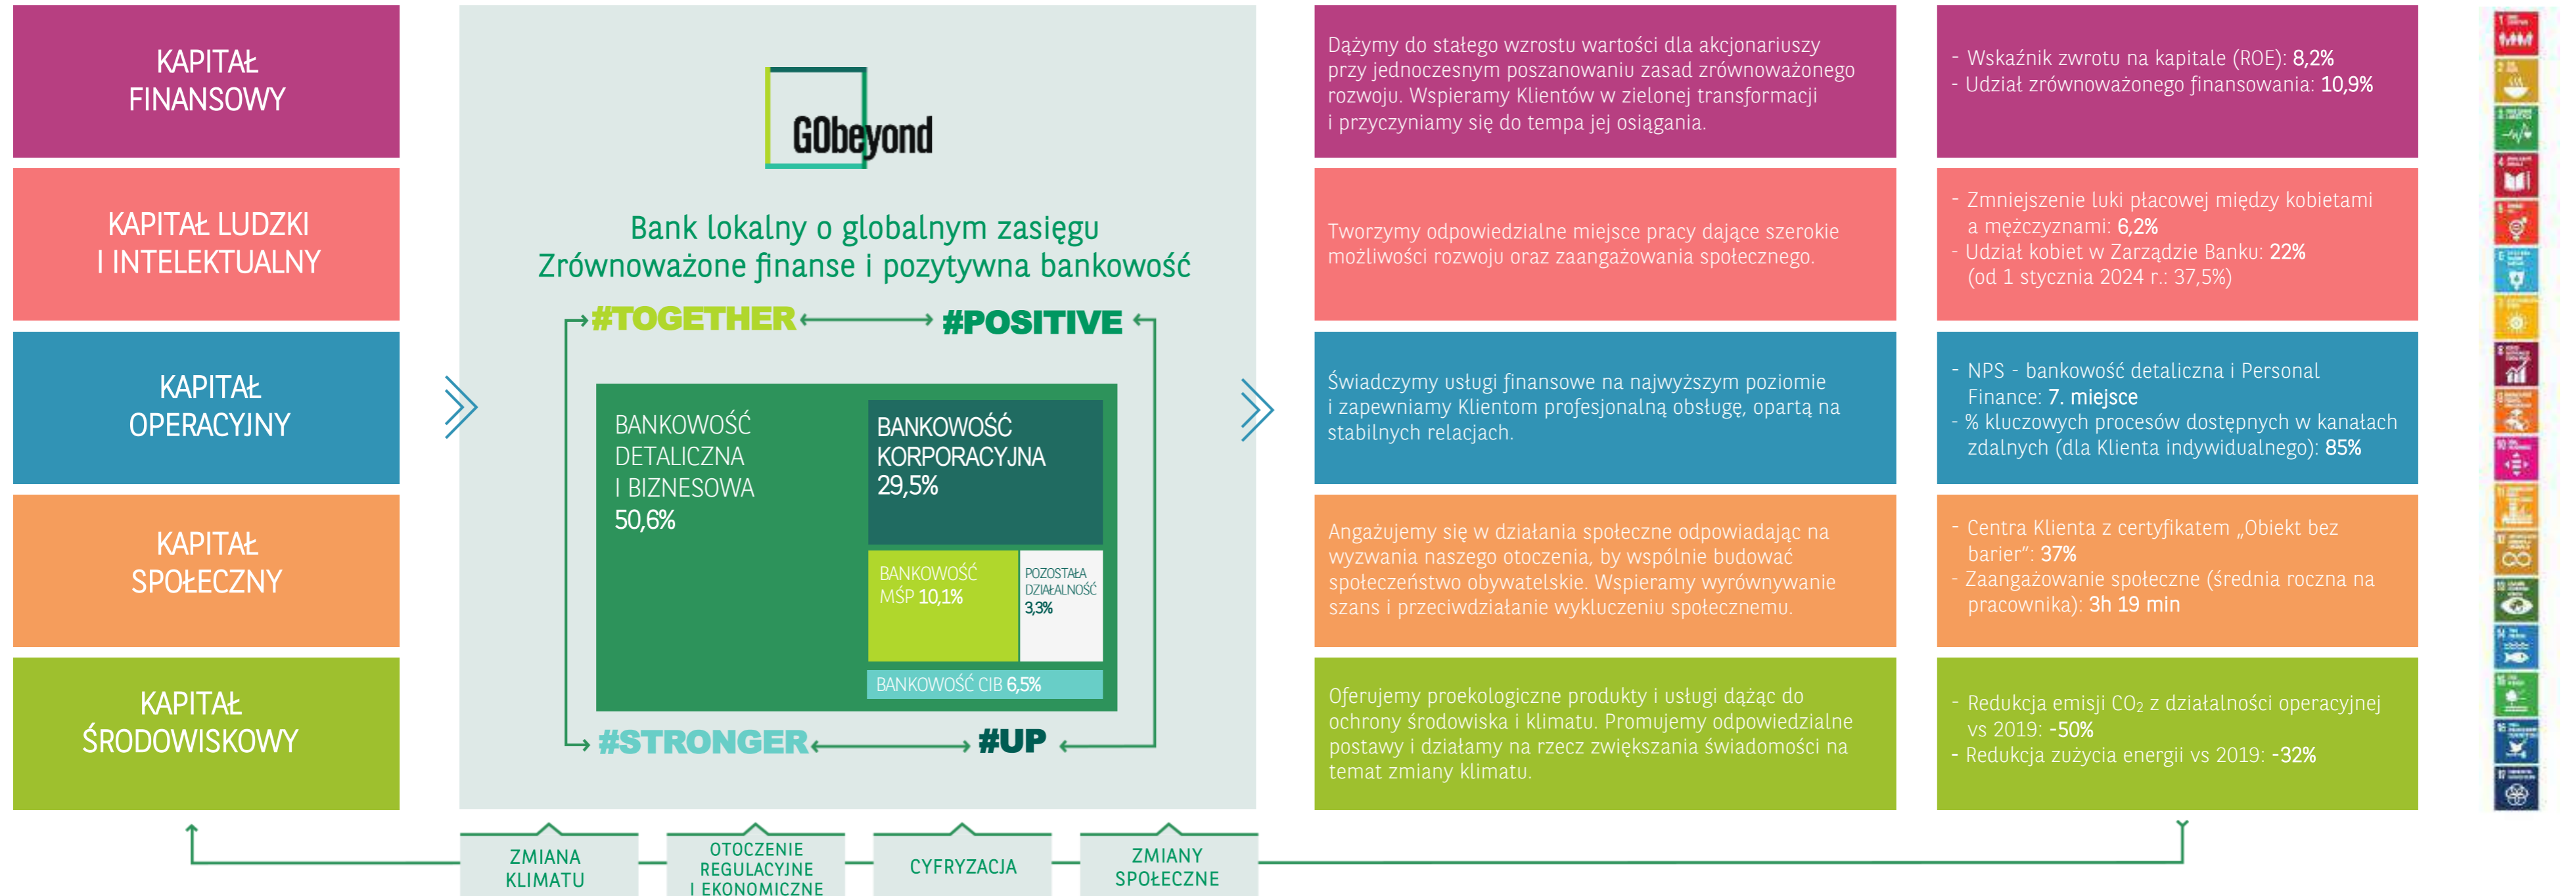 KAPITAŁ
FINANSOWY
KAPITAŁ LUDZKI
I INTELEKTUALNY
KAPITAŁ
OPERACYJNY
KAPITAŁ
SPOŁECZNY
KAPITAŁ
ŚRODOWISKOWY
GObeyond
Bank lokalny o globalnym zasięgu
Zrównoważone finanse i pozytywna bankowość
#TOGETHER
#POSITIVE
BANKOWOŚĆ
DETALICZNA
I BIZNESOWA
50,6%
BANKOWOŚĆ
KORPORACYJNA
29,5%
BANKOWOŚĆ
MŚP 10,1%
POZOSTAŁA
DZIAŁALNOŚĆ
3,3%
BANKOWOŚĆ CIB 6,5%
#STRONGER
#UP
Dążymy do stałego wzrostu wartości dla akcjonariuszy
przy jednoczesnym poszanowaniu zasad zrównoważonego
rozwoju. Wspieramy Klientów w zielonej transformacji
i przyczyniamy się do tempa jej osiągania.
Tworzymy odpowiedzialne miejsce pracy dające szerokie
możliwości rozwoju oraz zaangażowania społecznego.
Świadczymy usługi finansowe na najwyższym poziomie
i zapewniamy Klientom profesjonalną obsługę, opartą na
stabilnych relacjach.
Angażujemy się w działania społeczne odpowiadając na
wyzwania naszego otoczenia, by wspólnie budować
społeczeństwo obywatelskie. Wspieramy wyrównywanie
szans i przeciwdziałanie wykluczeniu społecznemu.
Oferujemy proekologiczne produkty i usługi dążąc do
ochrony środowiska i klimatu. Promujemy odpowiedzialne
postawy i działamy na rzecz zwiększania świadomości na
temat zmiany klimatu.
- Wskaźnik zwrotu na kapitale (ROE): 8,2%
- Udział zrównoważonego finansowania: 10,9%
- Zmniejszenie luki płacowej między kobietami
a mężczyznami: 6,2%
- Udział kobiet w Zarządzie Banku: 22%
(od 1 stycznia 2024 r.: 37,5%)
- NPS - bankowość detaliczna i Personal
Finance: 7. miejsce
- % kluczowych procesów dostępnych w kanałach
zdalnych (dla Klienta indywidualnego): 85%
- Centra Klienta z certyfikatem „Obiekt bez
barier”: 37%
- Zaangażowanie społeczne (średnia roczna na
pracownika): 3h 19 min
- Redukcja emisji CO₂ z działalności operacyjnej
vs 2019: -50%
- Redukcja zużycia energii vs 2019: -32%
ZMIANA
KLIMATU
OTOCZENIE
REGULACYJNE
I EKONOMICZNE
CYFRYZACJA
ZMIANY
SPOŁECZNE